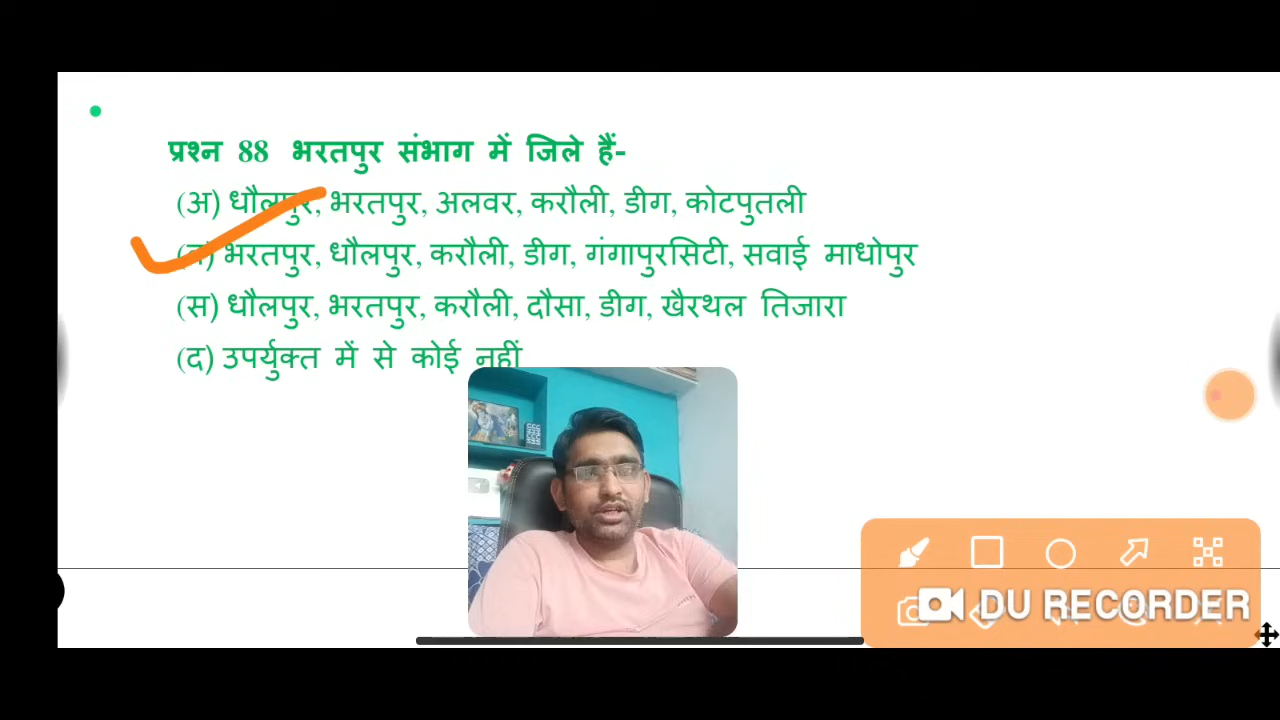 प्रश्न 88 भरतपुर संभाग में जिले हैं-
(अ) धौलपुर, भरतपुर, अलवर, करौली, डीग, कोटपुतली
(ब) भरतपुर, धौलपुर, करौली, डीग, गंगापुरसिटी, सवाई माधोपुर
(स) धौलपुर, भरतपुर, करौली, दौसा, डीग, खैरथल तिजारा
(द) उपर्युक्त में से कोई नहीं
DU RECORDER